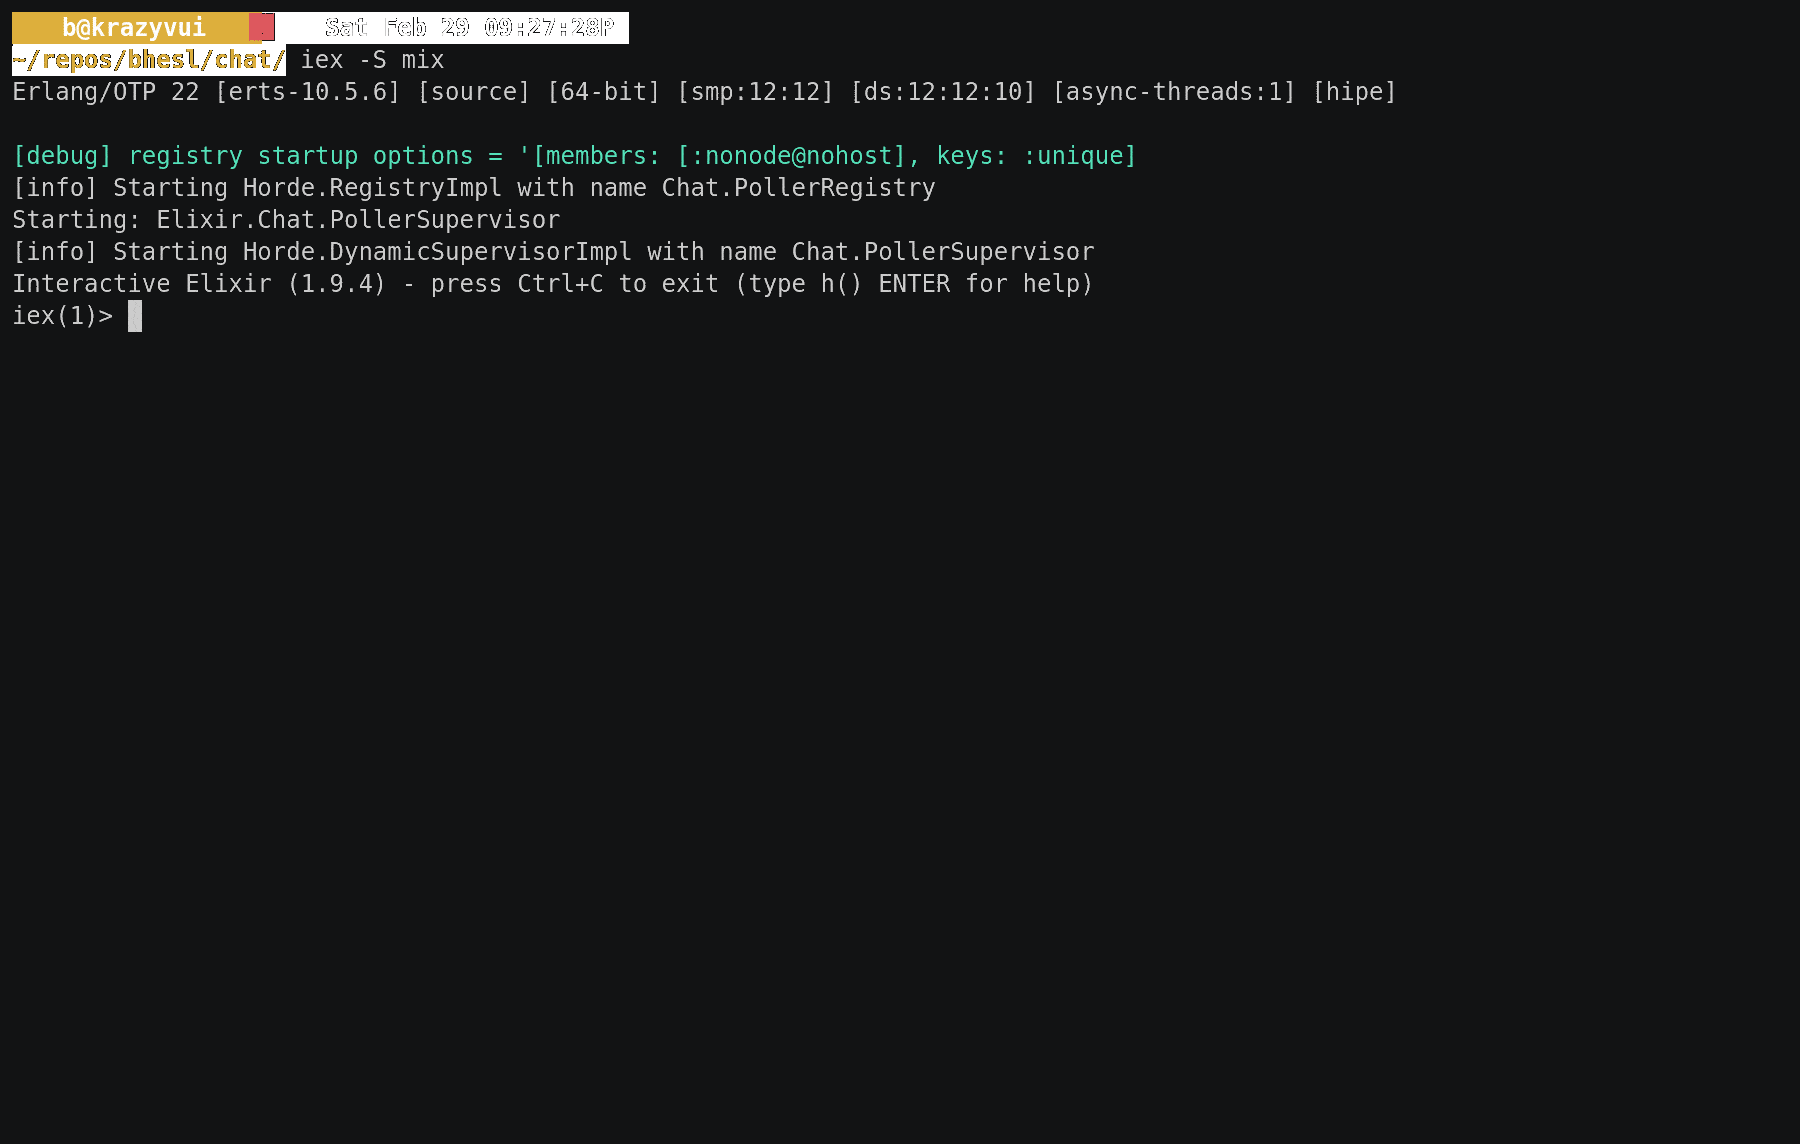 b@krazyvui Sat Feb 29 09:27:28P
~/repos/bhesl/chat/ iex -S mix
Erlang/OTP 22 [erts-10.5.6] [source] [64-bit] [smp:12:12] [ds:12:12:10] [async-threads:1] [hipe]
[debug] registry startup options = '[members: [:nonode@nohost], keys: :unique]
[info] Starting Horde.RegistryImpl with name Chat.PollerRegistry
Starting: Elixir.Chat.PollerSupervisor
[info] Starting Horde.DynamicSupervisorImpl with name Chat.PollerSupervisor
Interactive Elixir (1.9.4) - press Ctrl+C to exit (type h() ENTER for help)
iex(1)>